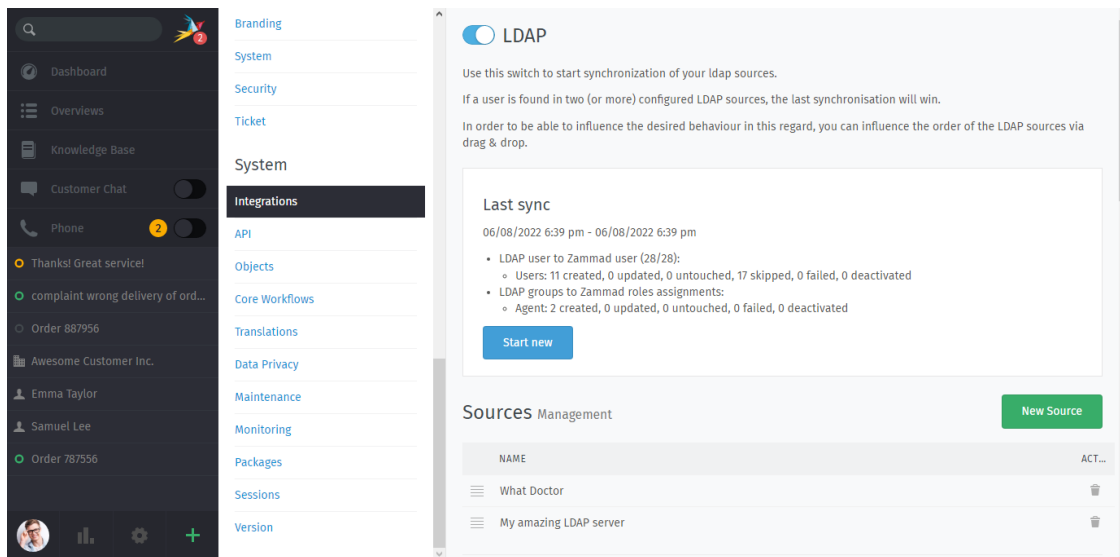 2
Dashboard
Overviews
Knowledge Base
Customer Chat
Phone 2
Thanks! Great service!
complaint wrong delivery of ord...
Order 887956
Awesome Customer Inc.
Emma Taylor
Samuel Lee
Order 787556
Branding
System
Security
Ticket
System
Integrations
API
Objects
Core Workflows
Translations
Data Privacy
Maintenance
Monitoring
Packages
Sessions
Version
LDAP
Use this switch to start synchronization of your ldap sources.
If a user is found in two (or more) configured LDAP sources, the last synchronisation will win.
In order to be able to influence the desired behaviour in this regard, you can influence the order of the LDAP sources via
drag & drop.
Last sync
06/08/2022 6:39 pm - 06/08/2022 6:39 pm
LDAP user to Zammad user (28/28):
Users: 11 created, 0 updated, 0 untouched, 17 skipped, 0 failed, 0 deactivated
LDAP groups to Zammad roles assignments:
Agent: 2 created, 0 updated, 0 untouched, 0 failed, 0 deactivated
Start new
Sources Management
New Source
NAME ACT...
What Doctor
My amazing LDAP server